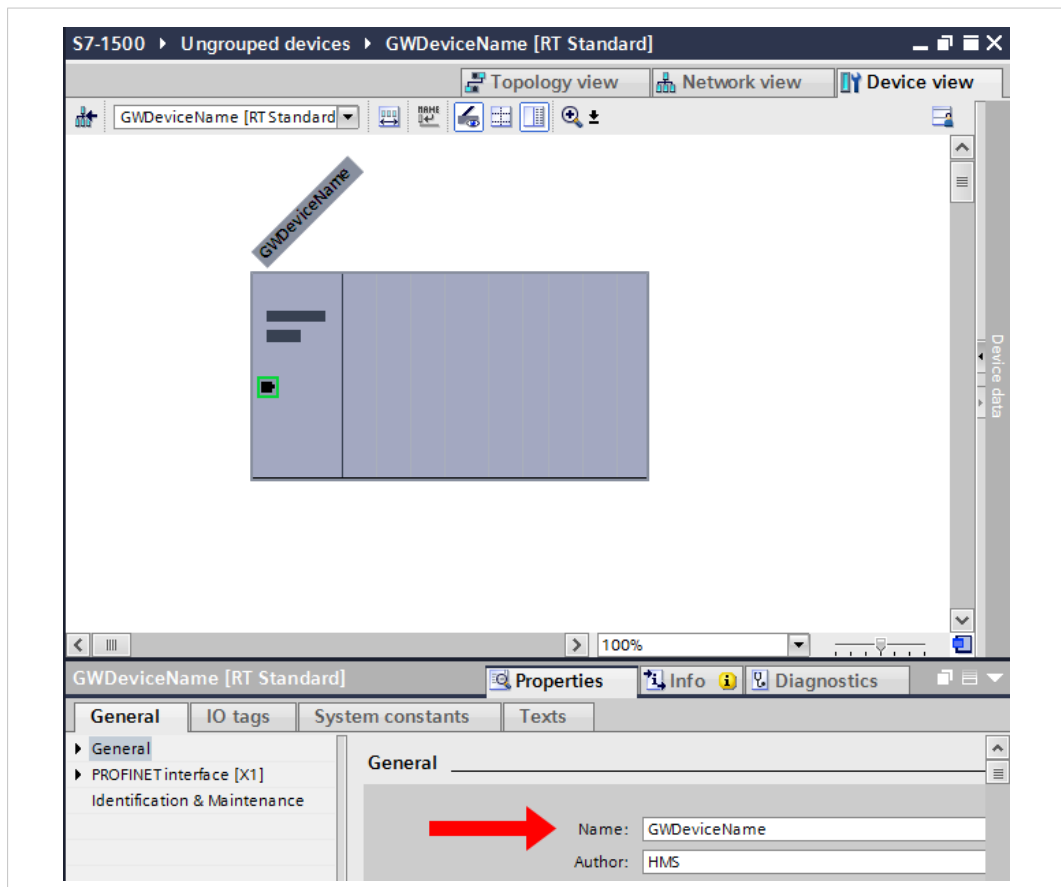 S7-1500 ▸ Ungrouped devices ▸ GWDeviceName [RT Standard]
Topology view Network view Device view
GWDeviceName [RT Standard NAME
GWDeviceName
Device data
100%
GWDeviceName [RT Standard] Properties Info Diagnostics
General IO tags System constants Texts
General
PROFINET interface [X1]
Identification & Maintenance
General
Name: GWDeviceName
Author: HMS